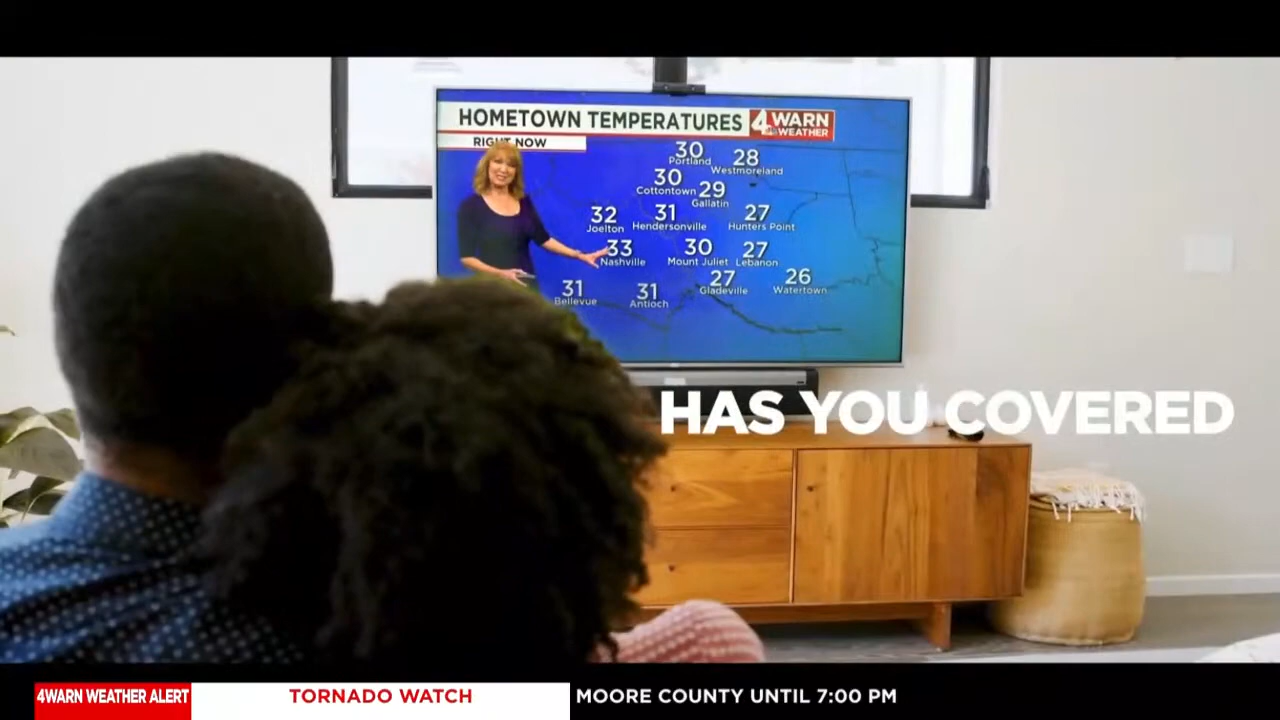 HOMETOWN TEMPERATURES
4WARN
WEATHER
RIGHT NOW
30
Portland
28
Westmoreland
30
Cottontown
29
Gallatin
32
Joelton
31
Hendersonville
27
Hunters Point
33
Nashville
30
Mount Juliet
27
Lebanon
31
Bellevue
31
Antioch
27
Gladeville
26
Watertown
HAS YOU COVERED
4WARN WEATHER ALERT
TORNADO WATCH
MOORE COUNTY UNTIL 7:00 PM